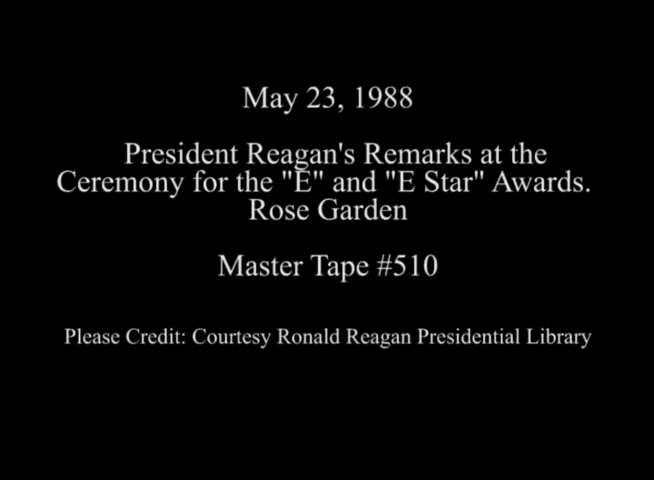 May 23, 1988
President Reagan's Remarks at the
Ceremony for the "E" and "E Star" Awards.
Rose Garden
Master Tape #510
Please Credit: Courtesy Ronald Reagan Presidential Library